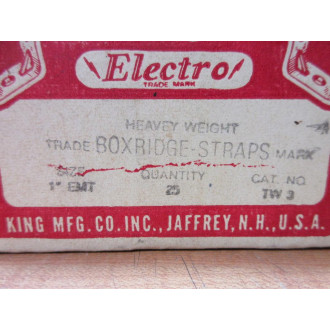 Electro
TRADE MARK
HEAVEY WEIGHT
TRADE BOXRIDGE-STRAPS MARK
SIZE QUANTITY CAT. NO.
1" EMT 25 TW 3
KING MFG. CO. INC., JAFFREY, N.H., U.S.A.